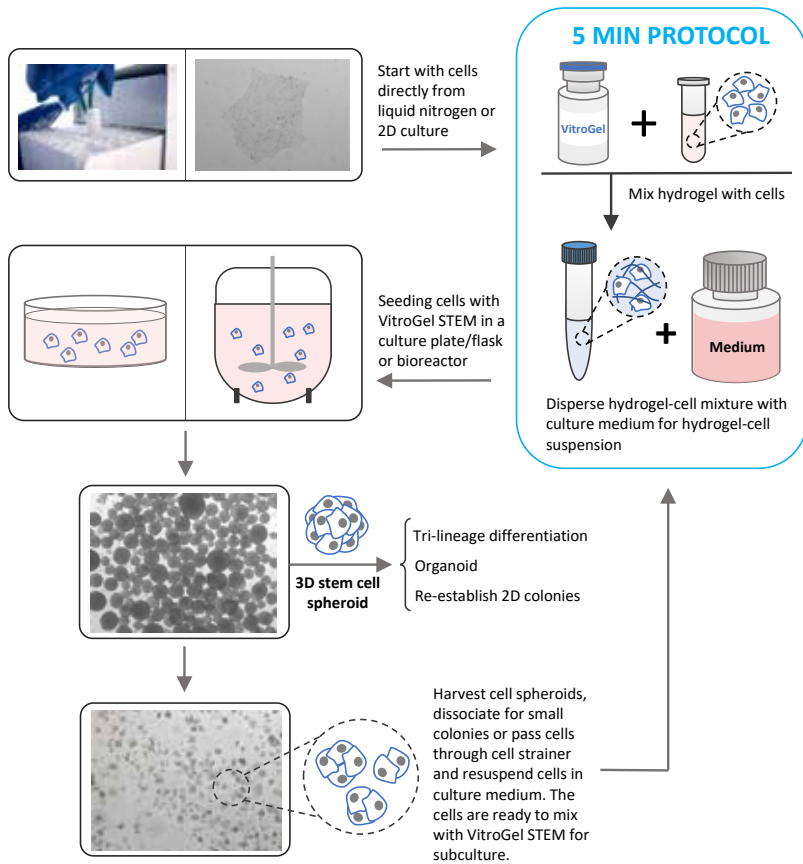 5 MIN PROTOCOL
Start with cells
directly from
liquid nitrogen or
2D culture
VitroGel
Mix hydrogel with cells
Medium
Disperse hydrogel-cell mixture with
culture medium for hydrogel-cell
suspension
Seeding cells with
VitroGel STEM in a
culture plate/flask
or bioreactor
3D stem cell
spheroid
Tri-lineage differentiation
Organoid
Re-establish 2D colonies
Harvest cell spheroids,
dissociate for small
colonies or pass cells
through cell strainer
and resuspend cells in
culture medium. The
cells are ready to mix
with VitroGel STEM for
subculture.